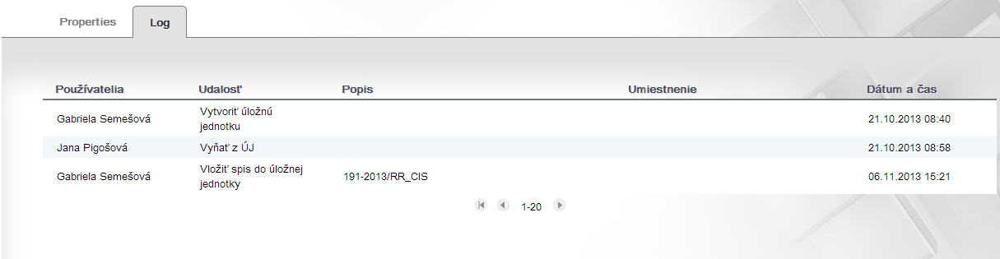 Properties
Log
Používatelia Udalosť Popis Umiestnenie Dátum a čas
Gabriela Semešová Vytvoriť úložnú jednotku 21.10.2013 08:40
Jana Pigošová Vyňať z ÚJ 21.10.2013 08:58
Gabriela Semešová Vložiť spis do úložnej jednotky 191-2013/RR_CIS 06.11.2013 15:21
1-20